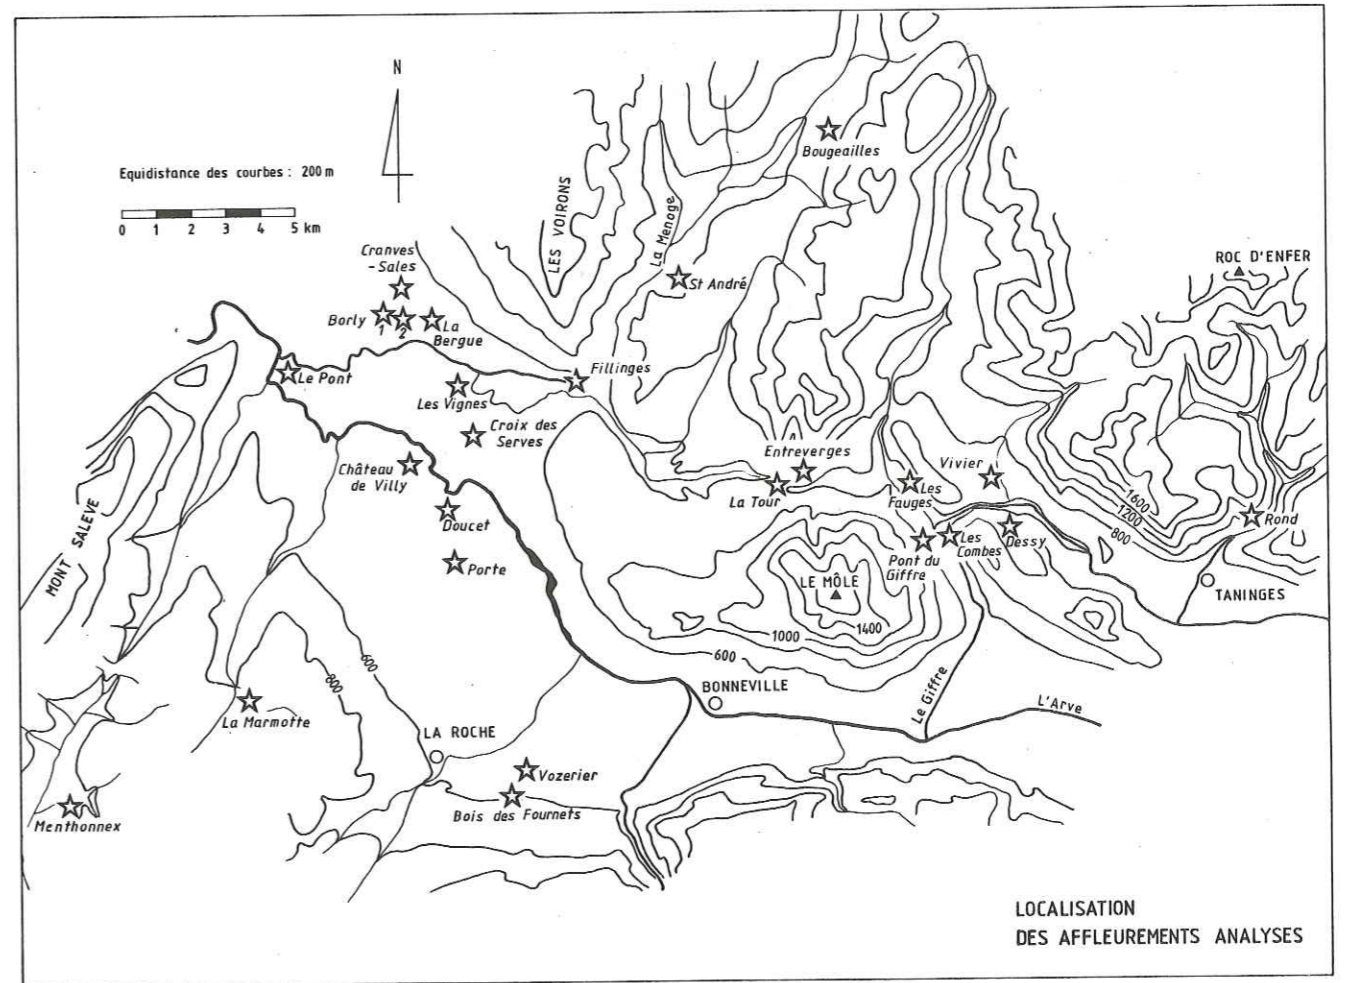 N
Equidistance des courbes : 200 m
0 1 2 3 4 5 km
Bougeailles
LES VOIRONS
La Menoge
Cranves
- Sales
St André
ROC D'ENFER
Borly
1
2
La
Bergue
Le Pont
Fillinges
Les Vignes
Croix des
Serves
Château
de Villy
Entreverges
La Tour
Vivier
Les
Fauges
Doucet
Porte
Les
Combes
Dessy
Pont du
Giffre
1600
1200
800
Rond
TANINGES
MONT SALEVE
LE MÔLE
1400
1000
600
600
800
La Marmotte
BONNEVILLE
Le Giffre
L'Arve
LA ROCHE
Vozerier
Bois des Fournets
Menthonnex
LOCALISATION
DES AFFLEUREMENTS ANALYSES